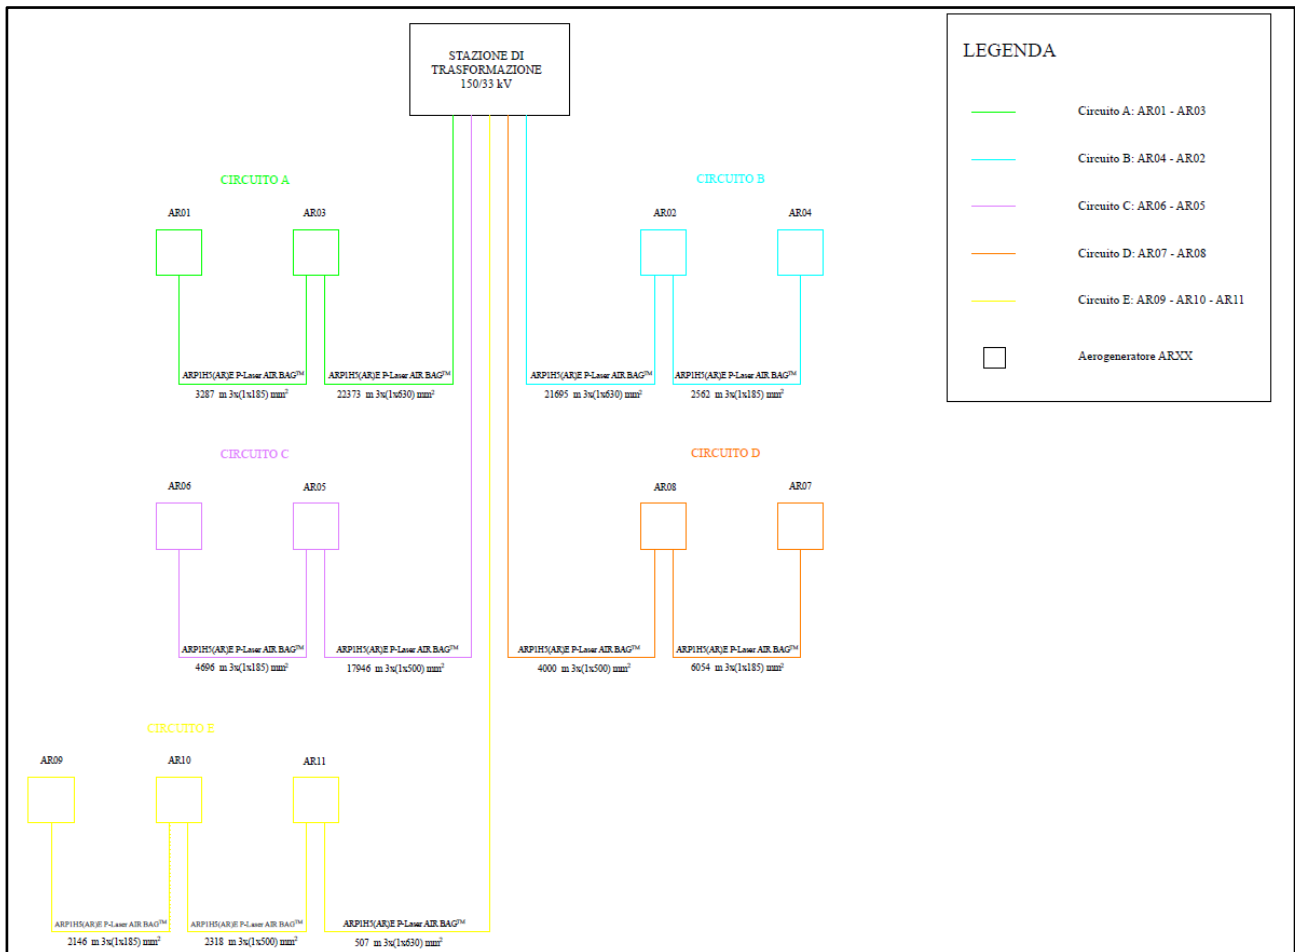 STAZIONE DI
TRASFORMAZIONE
150/33 kV
LEGENDA
Circuito A: AR01 - AR03
Circuito B: AR04 - AR02
Circuito C: AR06 - AR05
Circuito D: AR07 - AR08
Circuito E: AR09 - AR10 - AR11
Aerogeneratore ARXX
CIRCUITO A
AR01
AR03
ARP1H5(AR)E P-Laser AIR BAG™
3287 m 3x(1x185) mm²
ARP1H5(AR)E P-Laser AIR BAG™
22373 m 3x(1x630) mm²
CIRCUITO B
AR02
AR04
ARP1H5(AR)E P-Laser AIR BAG™
21695 m 3x(1x630) mm²
ARP1H5(AR)E P-Laser AIR BAG™
2562 m 3x(1x185) mm²
CIRCUITO C
AR06
AR05
ARP1H5(AR)E P-Laser AIR BAG™
4696 m 3x(1x185) mm²
ARP1H5(AR)E P-Laser AIR BAG™
17946 m 3x(1x500) mm²
CIRCUITO D
AR08
AR07
ARP1H5(AR)E P-Laser AIR BAG™
4000 m 3x(1x500) mm²
ARP1H5(AR)E P-Laser AIR BAG™
6054 m 3x(1x185) mm²
CIRCUITO E
AR09
AR10
AR11
ARP1H5(AR)E P-Laser AIR BAG™
2146 m 3x(1x185) mm²
ARP1H5(AR)E P-Laser AIR BAG™
2318 m 3x(1x500) mm²
ARP1H5(AR)E P-Laser AIR BAG™
507 m 3x(1x630) mm²